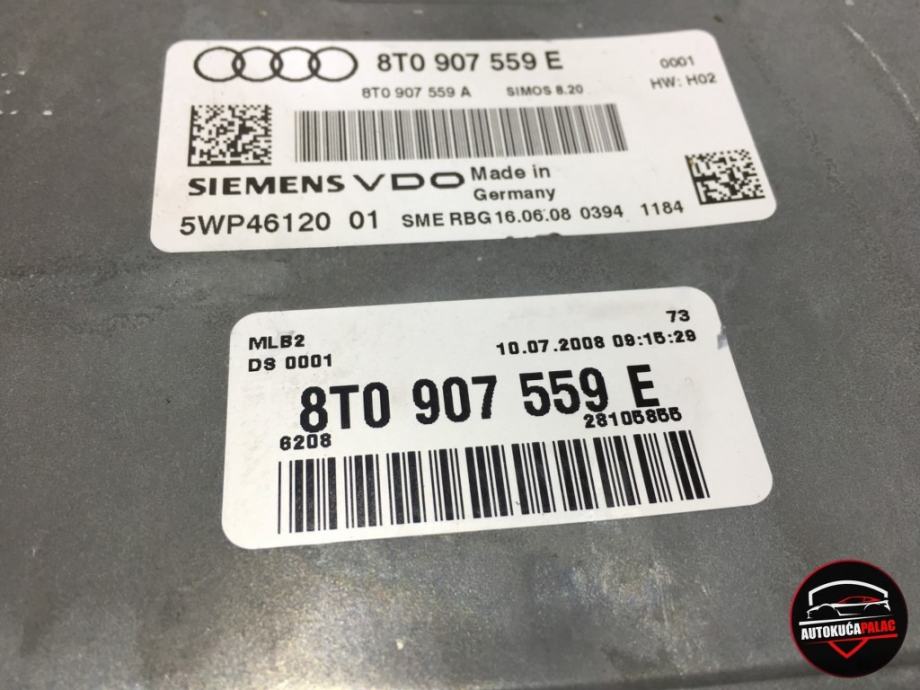 8T0 907 559 E
0001
8T0 907 559 A SIMOS 8.20
HW: H02
SIEMENS VDO Made in
Germany
5WP46120 01 SME RBG 16.06.08 0394 1184
MLB2
73
DS 0001
10.07.2008 09:15:29
8T0 907 559 E
6208
28105855
AUTOKUĆAPALAC